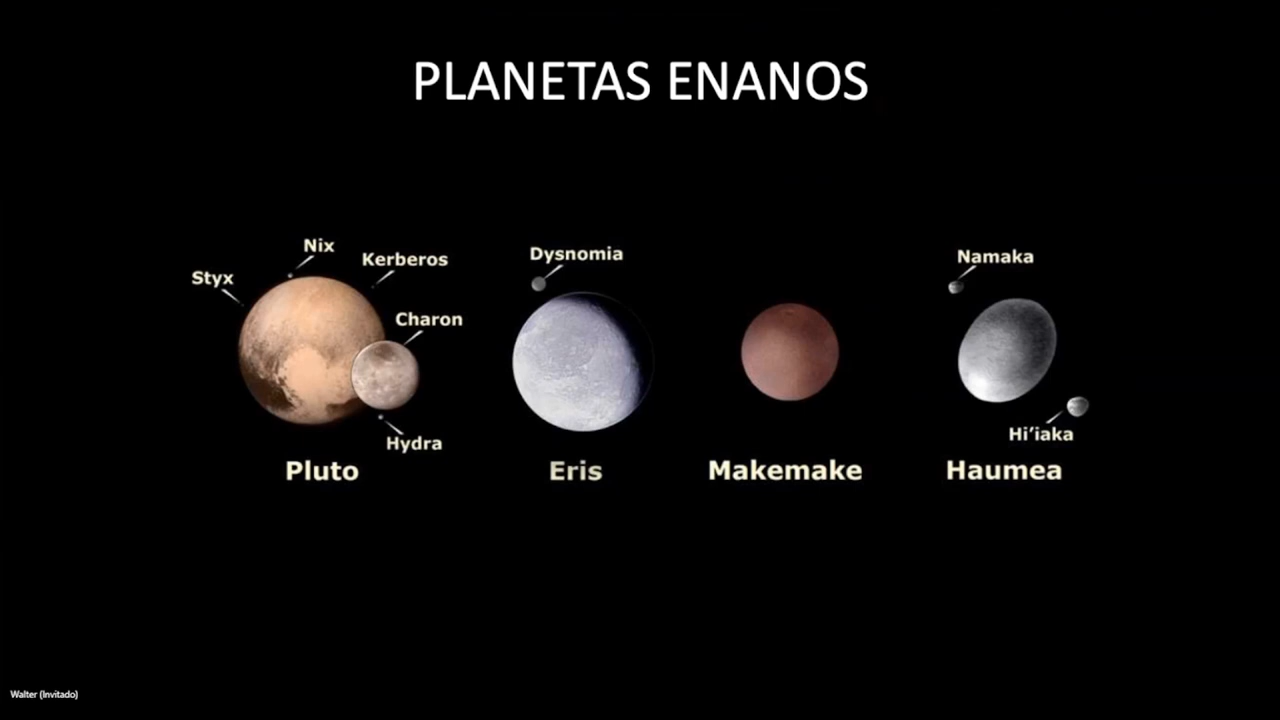 PLANETAS ENANOS
Nix
Kerberos
Styx
Charon
Hydra
Pluto
Dysnomia
Eris
Makemake
Namaka
Hi'iaka
Haumea
Walter (Invitado)